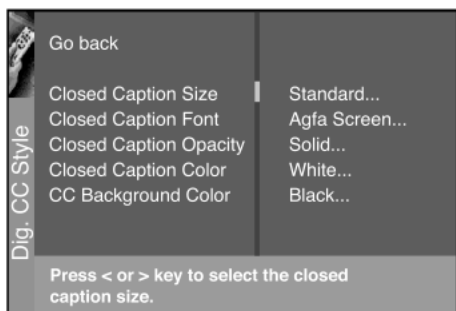 Go back
Closed Caption Size Standard...
Closed Caption Font Agfa Screen...
Closed Caption Opacity Solid...
Closed Caption Color White...
CC Background Color Black...
Dig. CC Style
Press < or > key to select the closed
caption size.